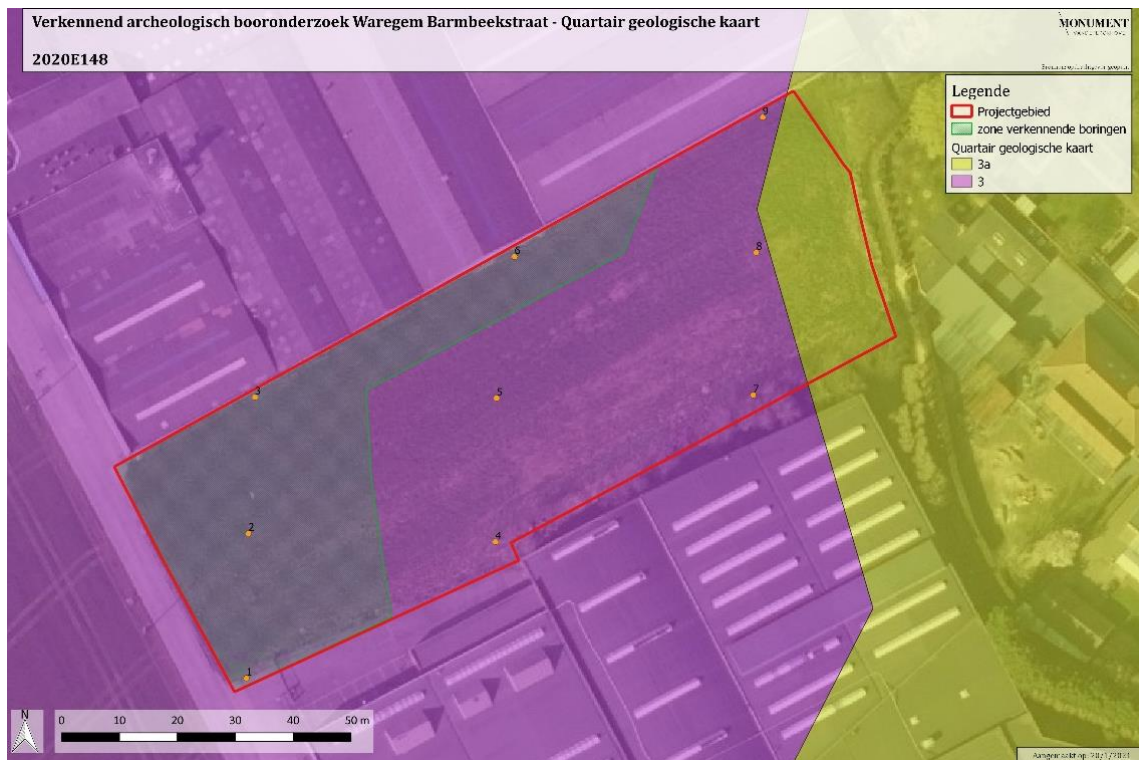 Verkennend archeologisch booronderzoek Waregem Barmbeekstraat - Quartair geologische kaart
2020E148
MONUMENT
Legende
Projectgebied
zone verkennende boringen
Quartair geologische kaart
3a
3
9
8
6
7
3
5
2
4
1
N
0 10 20 30 40 50 m